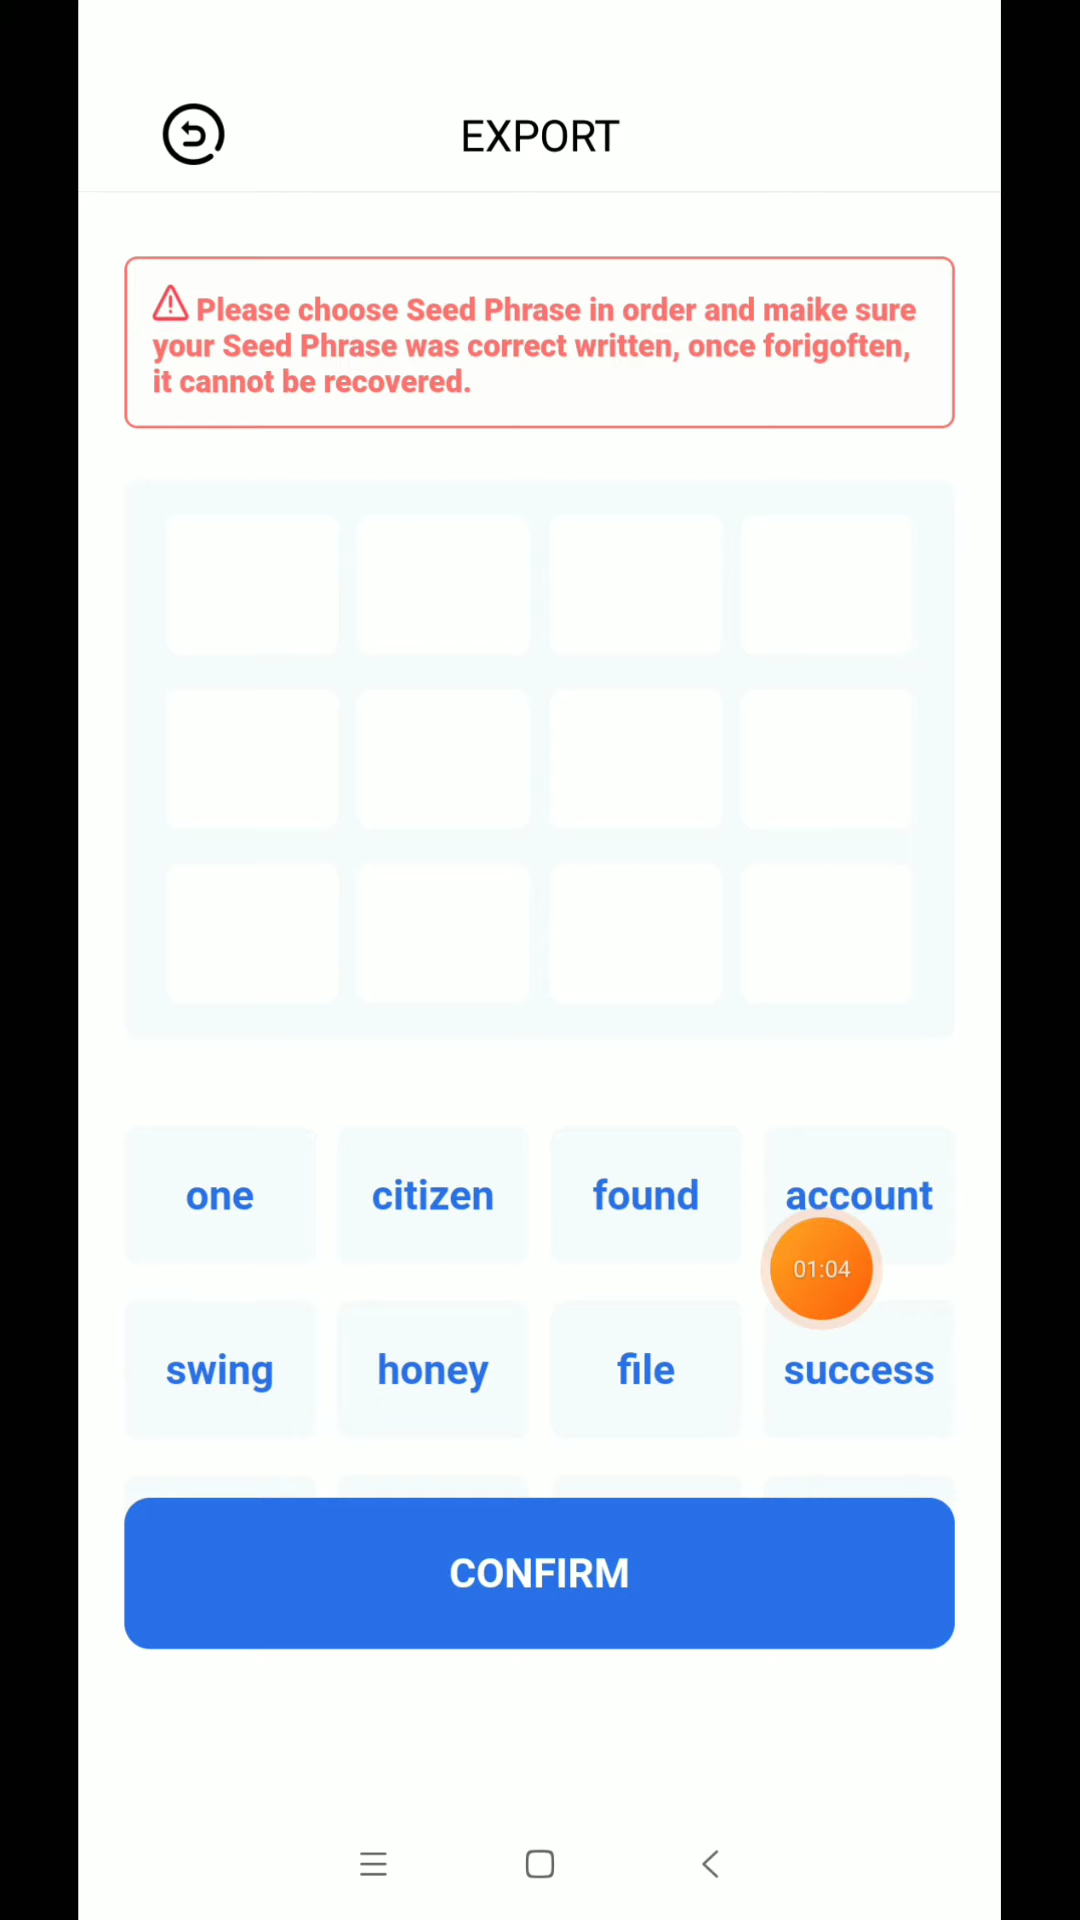 EXPORT
Please choose Seed Phrase in order and maike sure
your Seed Phrase was correct written, once forigoften,
it cannot be recovered.
one citizen found account
01:04
swing honey file success
CONFIRM